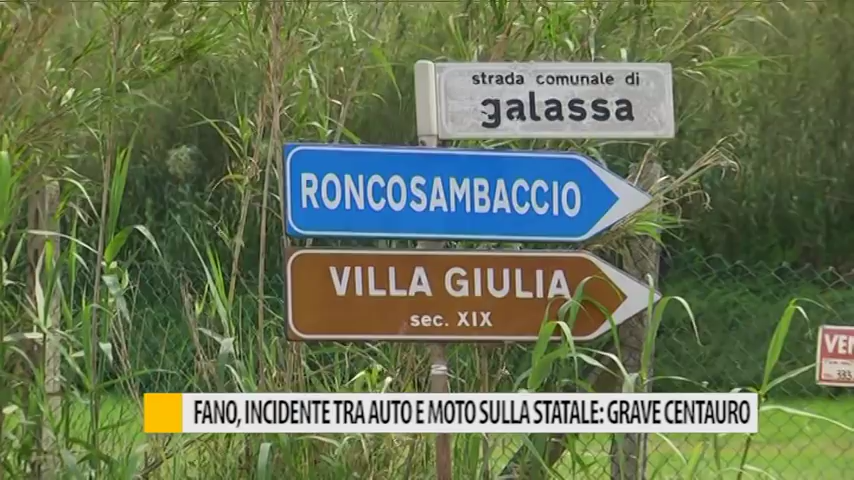 strada comunale di
galassa
RONCOSAMBACCIO
VILLA GIULIA
sec. XIX
FANO, INCIDENTE TRA AUTO E MOTO SULLA STATALE: GRAVE CENTAURO